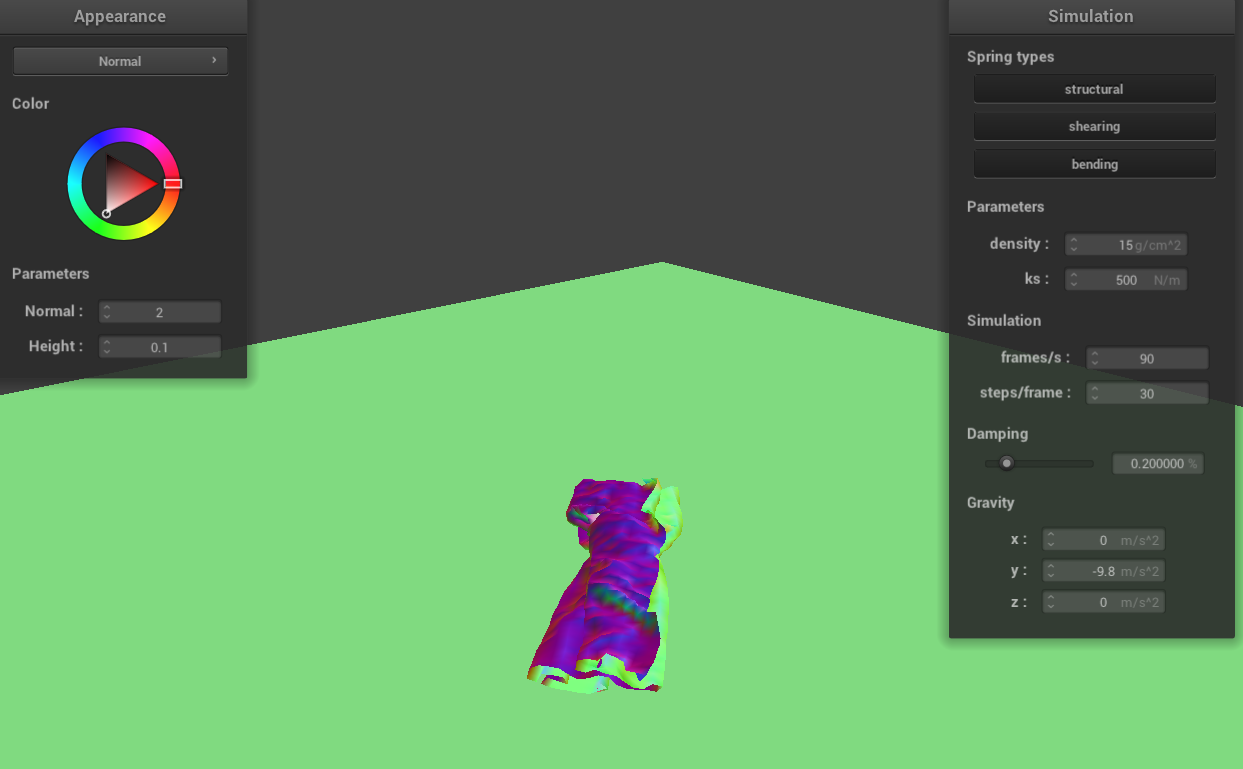 Appearance
Normal ›
Color
Parameters
Normal : 2
Height : 0.1
Simulation
Spring types
structural
shearing
bending
Parameters
density : 15 g/cm^2
ks : 500 N/m
Simulation
frames/s : 90
steps/frame : 30
Damping
0.200000 %
Gravity
x : 0 m/s^2
y : -9.8 m/s^2
z : 0 m/s^2